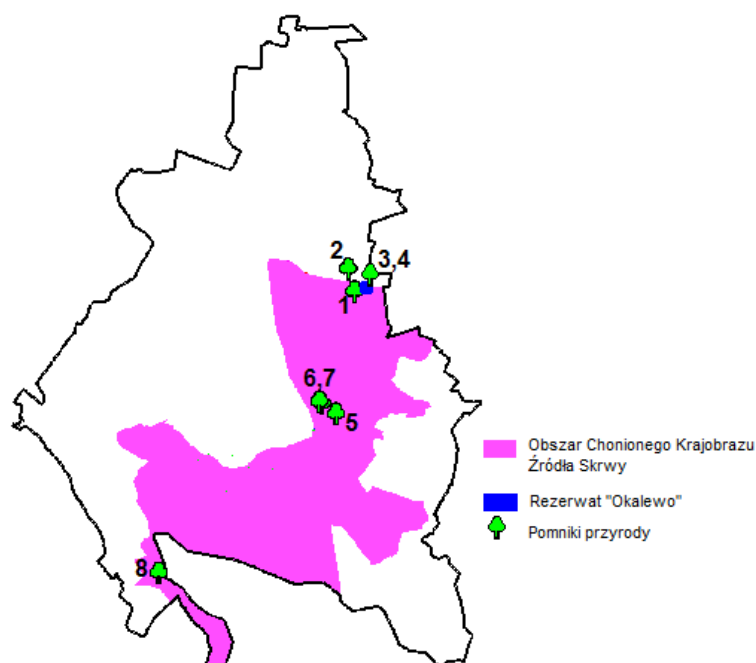 2
3,4
1
6,7
5
8
Obszar Chonionego Krajobrazu
Źródła Skrwy
Rezerwat "Okalewo"
Pomniki przyrody